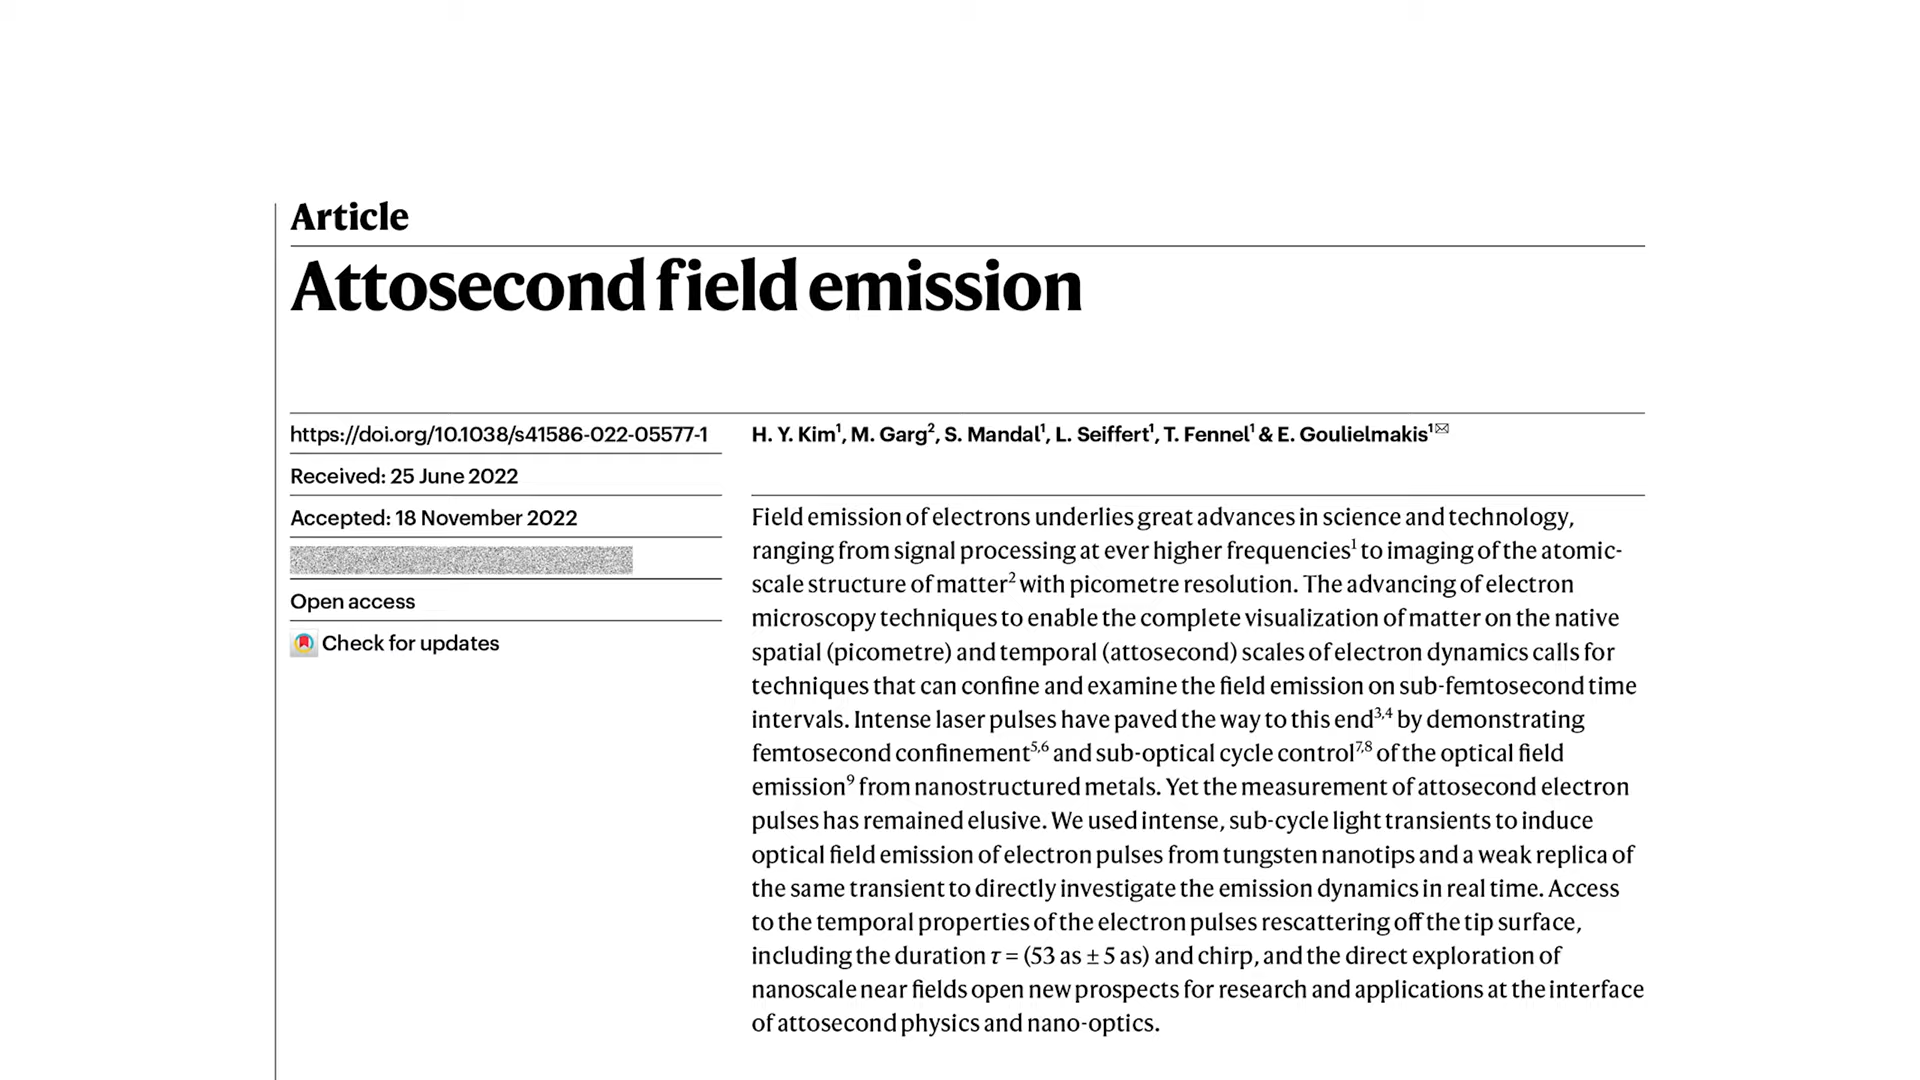 Article
Attosecond field emission
https://doi.org/10.1038/s41586-022-05577-1
Received: 25 June 2022
Accepted: 18 November 2022
Open access
Check for updates
H. Y. Kim¹, M. Garg², S. Mandal¹, L. Seiffert¹, T. Fennel¹ & E. Goulielmakis¹✉
Field emission of electrons underlies great advances in science and technology,
ranging from signal processing at ever higher frequencies¹ to imaging of the atomic-
scale structure of matter² with picometre resolution. The advancing of electron
microscopy techniques to enable the complete visualization of matter on the native
spatial (picometre) and temporal (attosecond) scales of electron dynamics calls for
techniques that can confine and examine the field emission on sub-femtosecond time
intervals. Intense laser pulses have paved the way to this end³,⁴ by demonstrating
femtosecond confinement⁵,⁶ and sub-optical cycle control⁷,⁸ of the optical field
emission⁹ from nanostructured metals. Yet the measurement of attosecond electron
pulses has remained elusive. We used intense, sub-cycle light transients to induce
optical field emission of electron pulses from tungsten nanotips and a weak replica of
the same transient to directly investigate the emission dynamics in real time. Access
to the temporal properties of the electron pulses rescattering off the tip surface,
including the duration τ = (53 as ± 5 as) and chirp, and the direct exploration of
nanoscale near fields open new prospects for research and applications at the interface
of attosecond physics and nano-optics.